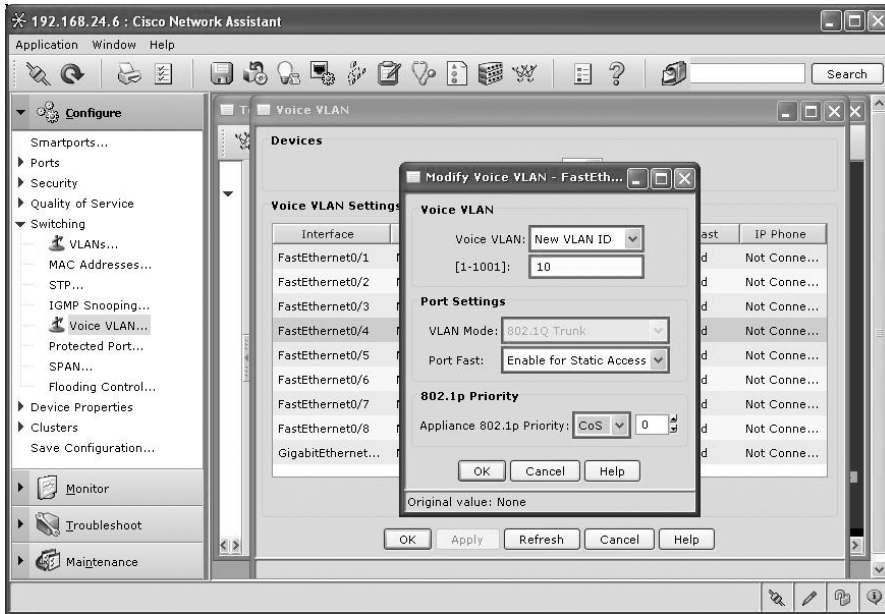 192.168.24.6 : Cisco Network Assistant
Application Window Help
Search
Configure
Smartports...
Ports
Security
Quality of Service
Switching
VLANs...
MAC Addresses...
STP...
IGMP Snooping...
Voice VLAN...
Protected Port...
SPAN...
Flooding Control...
Device Properties
Clusters
Save Configuration...
Monitor
Troubleshoot
Maintenance
Voice VLAN
Devices
Voice VLAN Settings
Interface IP Phone
FastEthernet0/1 Not Conne...
FastEthernet0/2 Not Conne...
FastEthernet0/3 Not Conne...
FastEthernet0/4 Not Conne...
FastEthernet0/5 Not Conne...
FastEthernet0/6 Not Conne...
FastEthernet0/7 Not Conne...
FastEthernet0/8 Not Conne...
GigabitEthernet... Not Conne...
OK Apply Refresh Cancel Help
Modify Voice VLAN - FastEth...
Voice VLAN
Voice VLAN: New VLAN ID
[1-1001]: 10
Port Settings
VLAN Mode: 802.1Q Trunk
Port Fast: Enable for Static Access
802.1p Priority
Appliance 802.1p Priority: CoS 0
OK Cancel Help
Original value: None